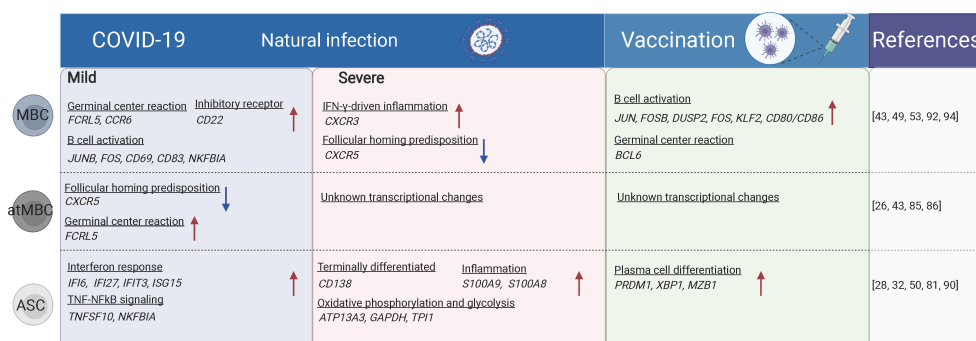 COVID-19 Natural infection Vaccination References
Mild Severe
MBC
Germinal center reaction Inhibitory receptor
FCRL5, CCR6 CD22
B cell activation
JUNB, FOS, CD69, CD83, NKFBIA
IFN-γ-driven inflammation
CXCR3
Follicular homing predisposition
CXCR5
B cell activation
JUN, FOSB, DUSP2, FOS, KLF2, CD80/CD86
Germinal center reaction
BCL6
[43, 49, 53, 92, 94]
atMBC
Follicular homing predisposition
CXCR5
Germinal center reaction
FCRL5
Unknown transcriptional changes
Unknown transcriptional changes
[26, 43, 85, 86]
ASC
Interferon response
IFI6, IFI27, IFIT3, ISG15
TNF-NFkB signaling
TNFSF10, NKFBIA
Terminally differentiated Inflammation
CD138 S100A9, S100A8
Oxidative phosphorylation and glycolysis
ATP13A3, GAPDH, TPI1
Plasma cell differentiation
PRDM1, XBP1, MZB1
[28, 32, 50, 81, 90]